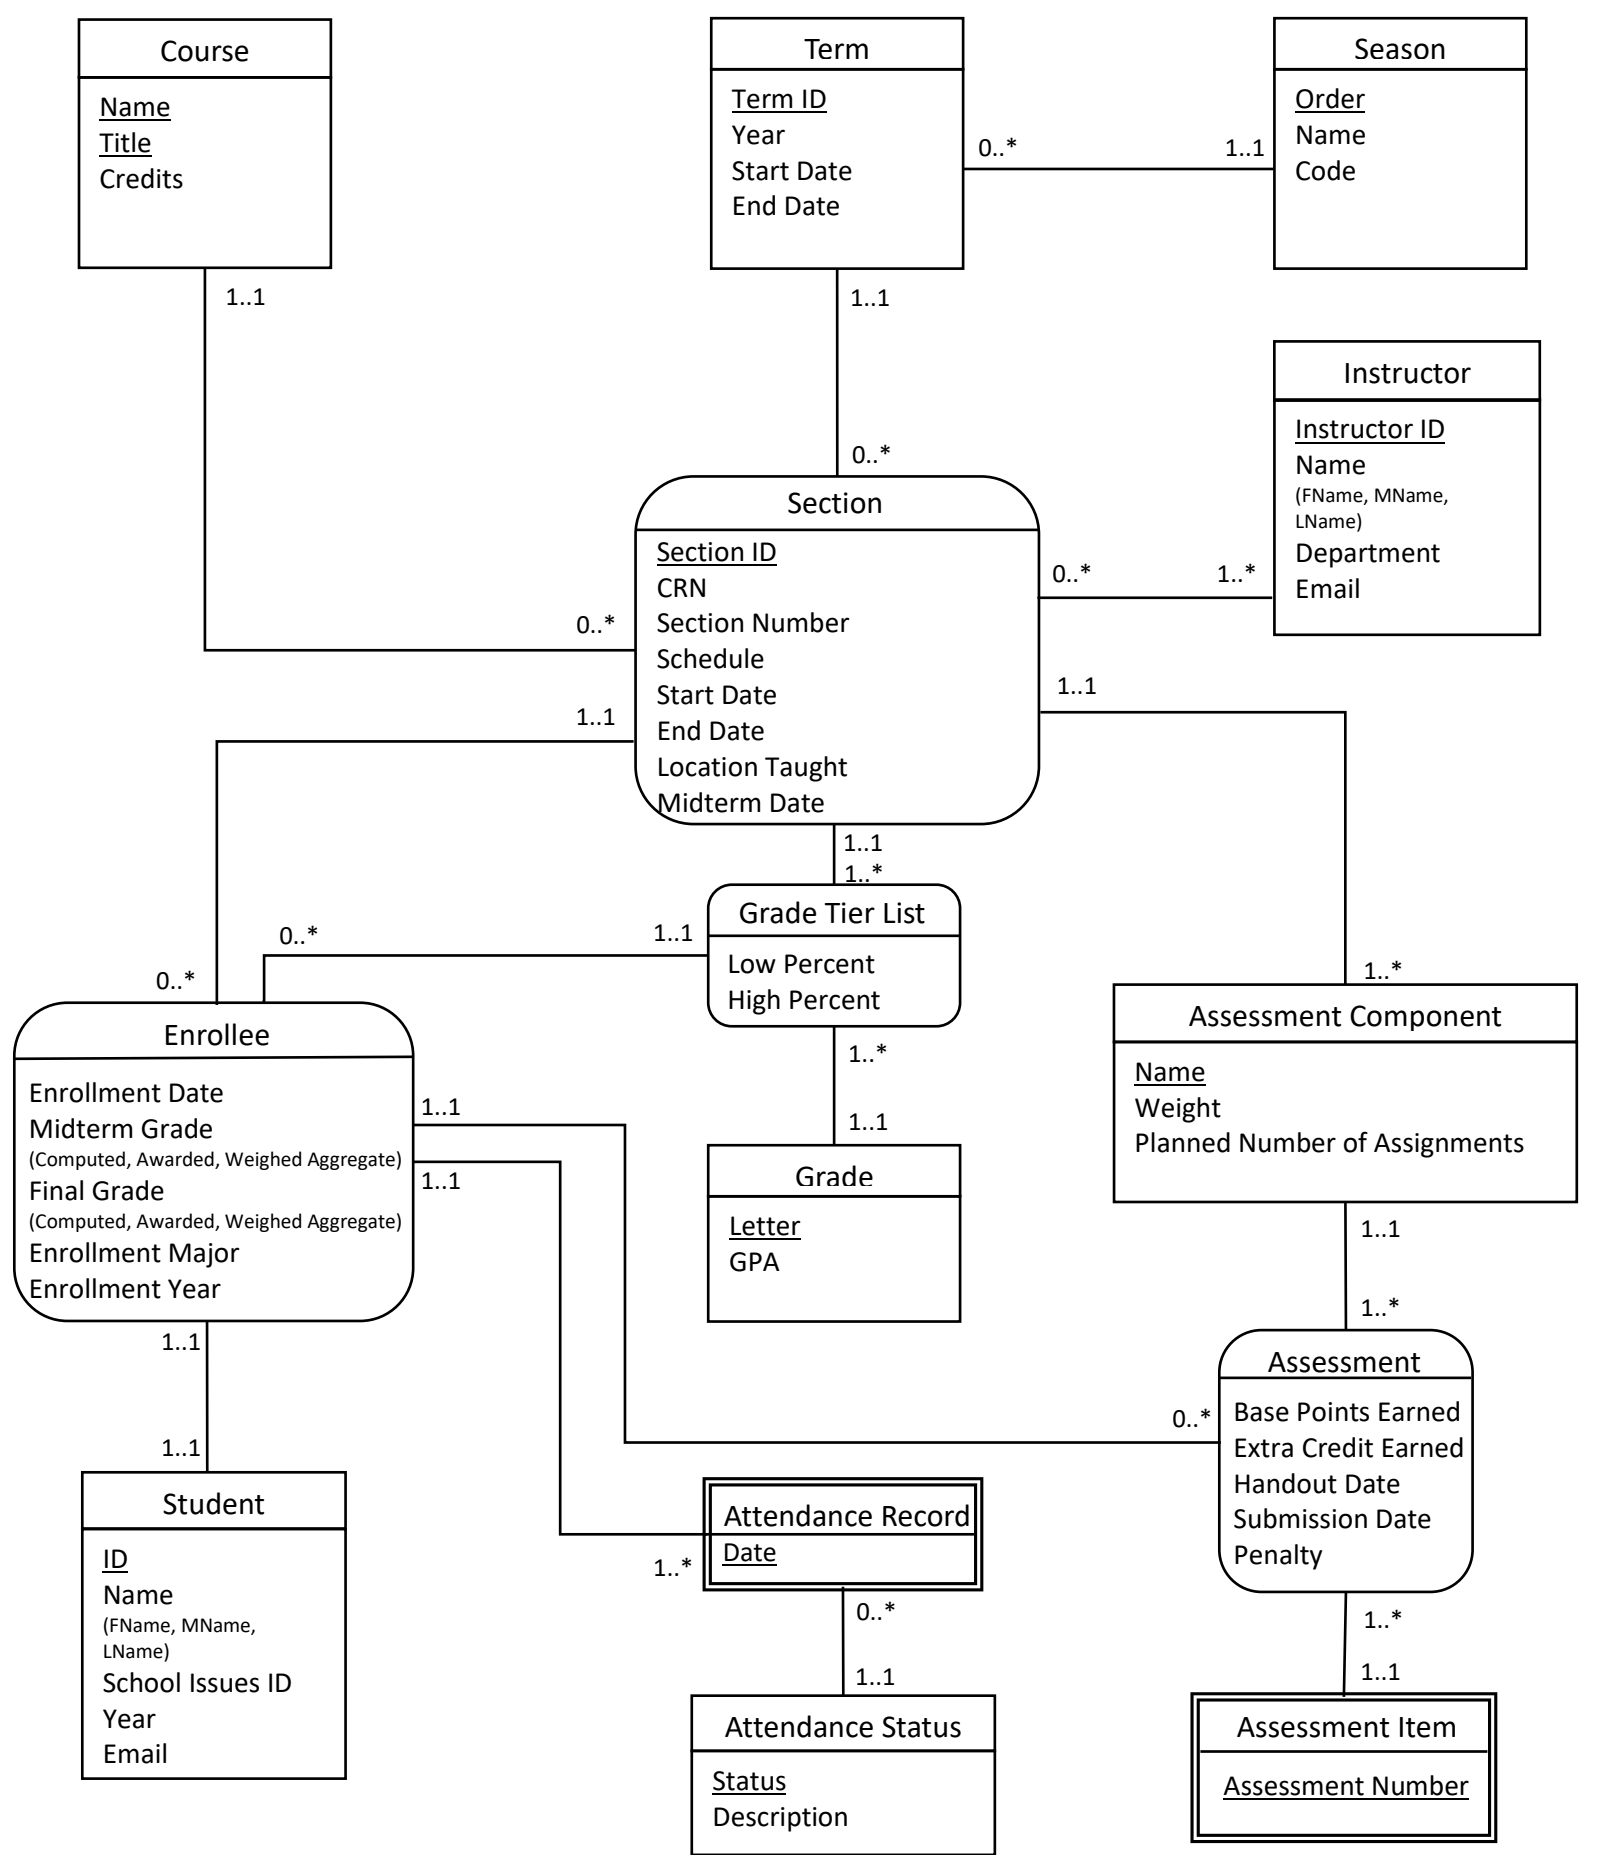 Course
Name
Title
Credits
1..1
Term
Term ID
Year
Start Date
End Date
0..*
1..1
1..1
Season
Order
Name
Code
Instructor
Instructor ID
Name
(FName, MName,
LName)
Department
Email
0..*
Section
Section ID
CRN
Section Number
Schedule
Start Date
End Date
Location Taught
Midterm Date
0..*
1..*
0..*
1..1
1..1
1..1
1..*
Grade Tier List
Low Percent
High Percent
0..*
1..1
0..*
1..*
Enrollee
Enrollment Date
Midterm Grade
(Computed, Awarded, Weighed Aggregate)
Final Grade
(Computed, Awarded, Weighed Aggregate)
Enrollment Major
Enrollment Year
1..1
1..1
1..*
1..1
Grade
Letter
GPA
Assessment Component
Name
Weight
Planned Number of Assignments
1..1
1..*
1..1
1..1
Student
ID
Name
(FName, MName,
LName)
School Issues ID
Year
Email
Assessment
Base Points Earned
Extra Credit Earned
Handout Date
Submission Date
Penalty
0..*
Attendance Record
Date
1..*
0..*
1..1
Attendance Status
Status
Description
1..*
1..1
Assessment Item
Assessment Number